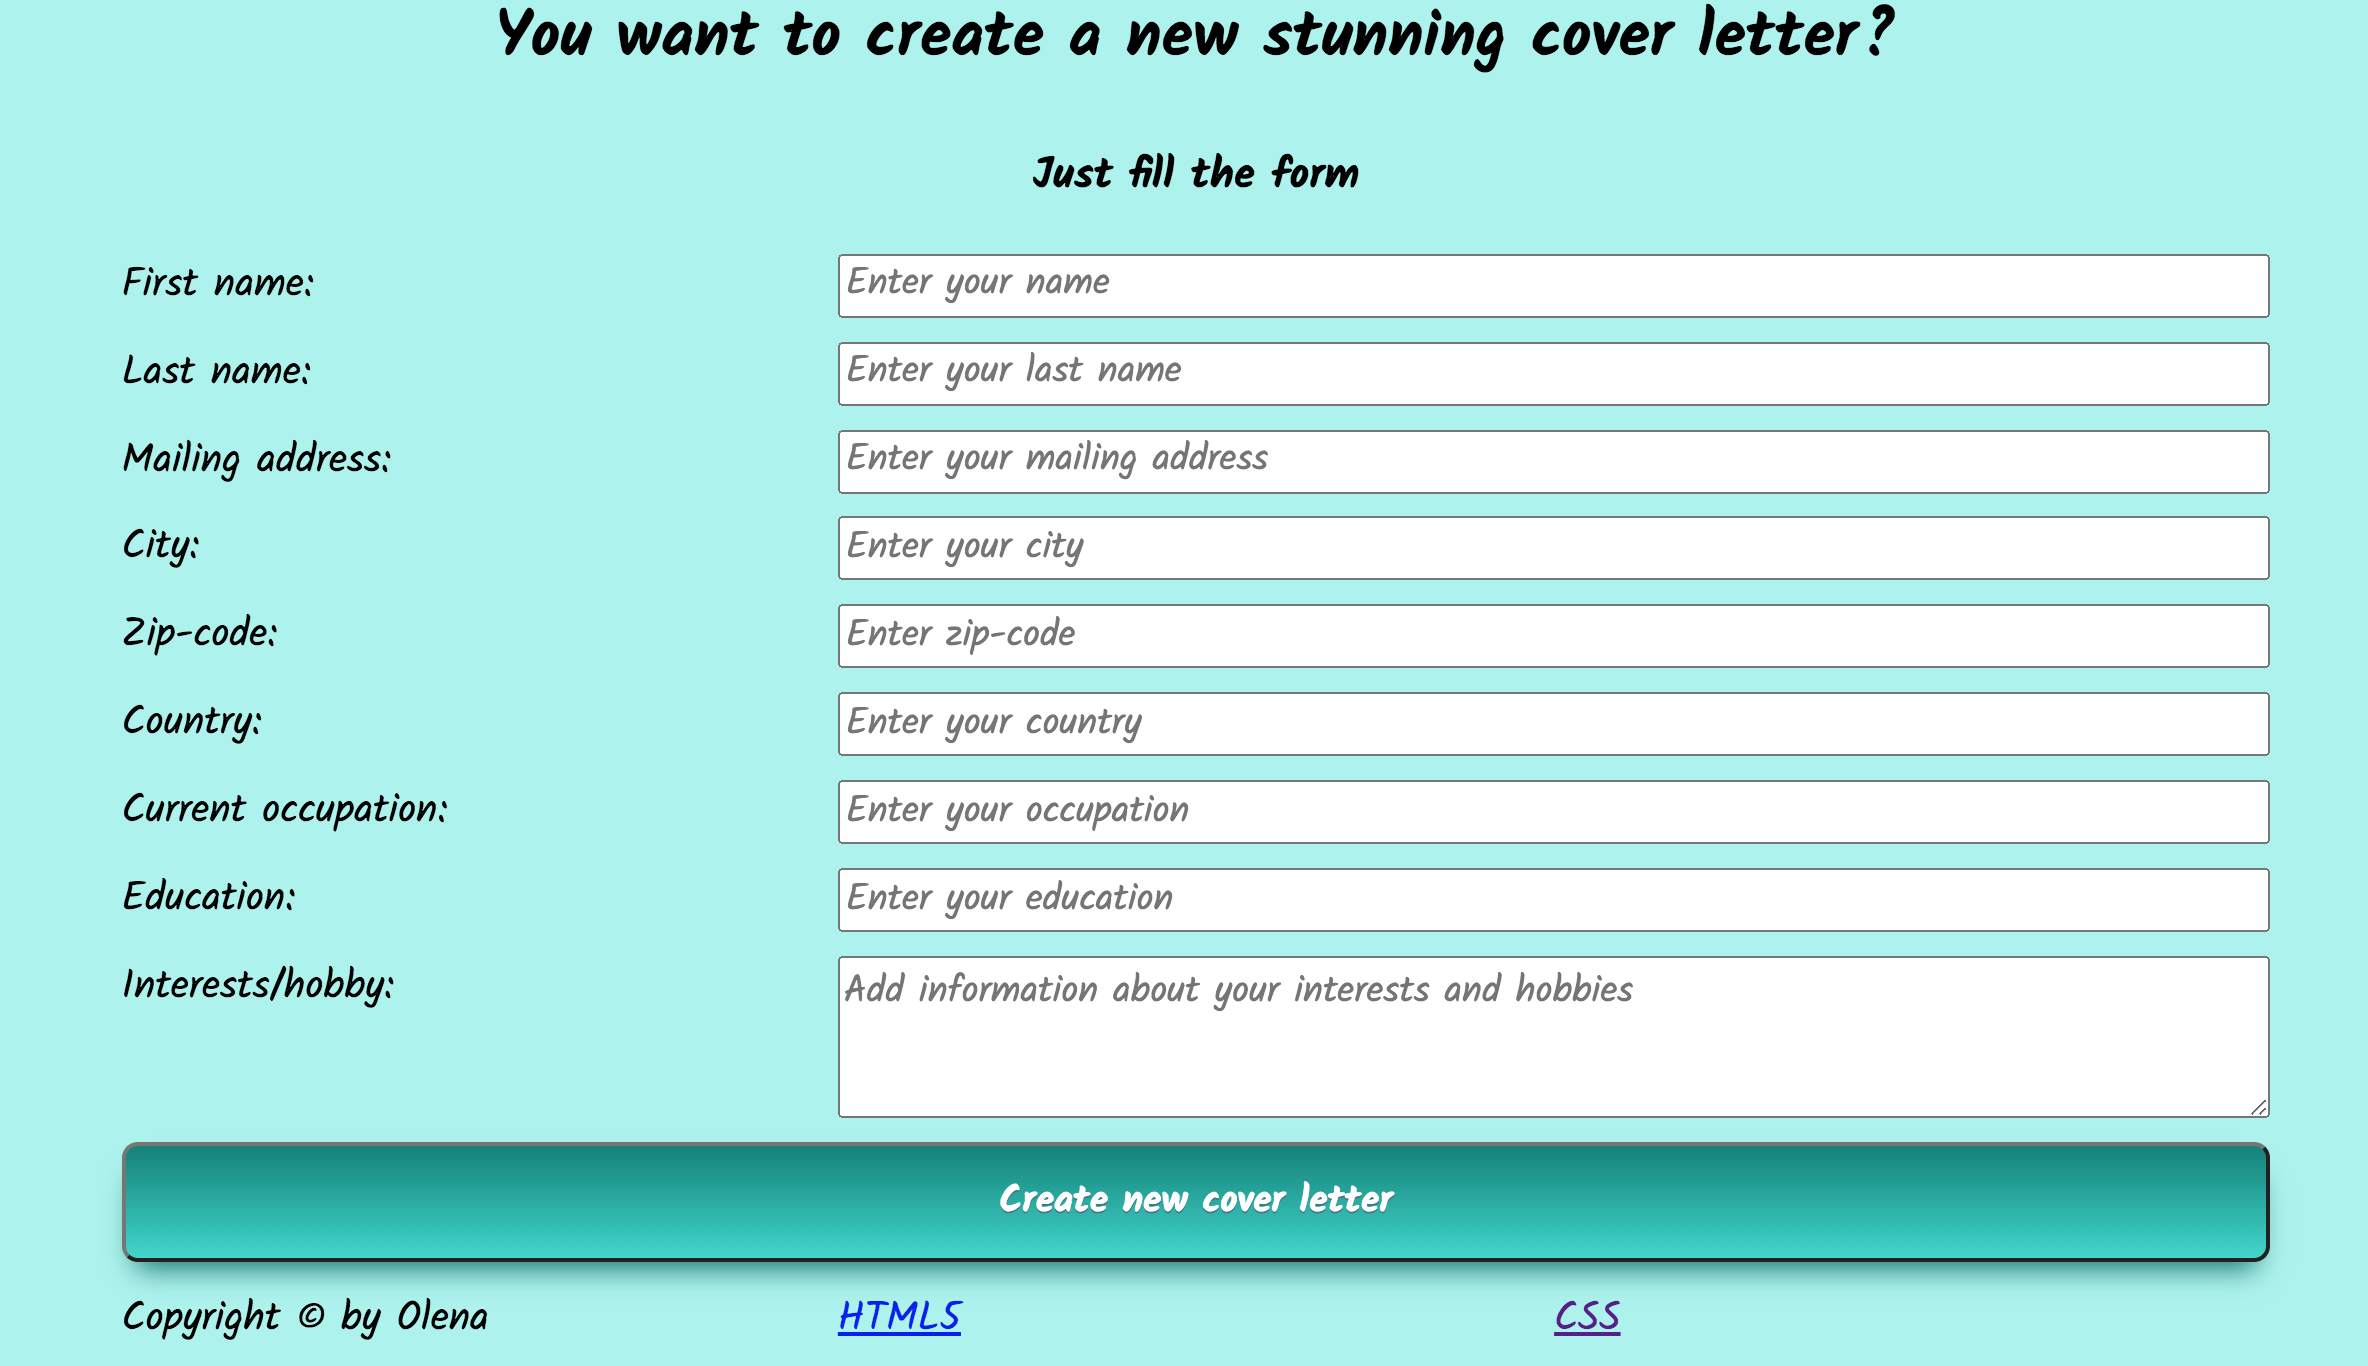 You want to create a new stunning cover letter?
Just fill the form
First name: Enter your name
Last name: Enter your last name
Mailing address: Enter your mailing address
City: Enter your city
Zip-code: Enter zip-code
Country: Enter your country
Current occupation: Enter your occupation
Education: Enter your education
Interests/hobby: Add information about your interests and hobbies
Create new cover letter
Copyright © by Olena HTML5 CSS